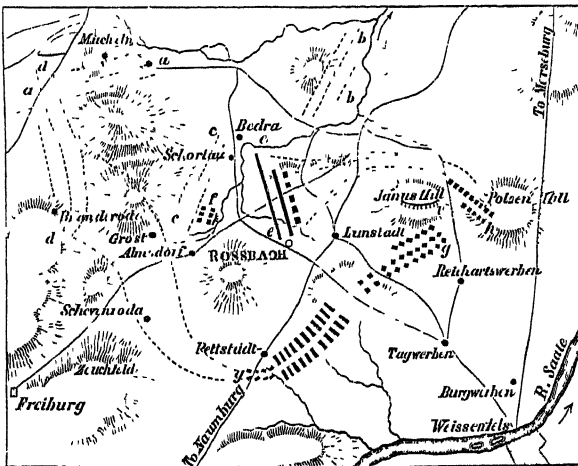 Mücheln
d
a
a
b
b
Bedra
c
c
Schortau
To Merseburg
f
c
Janus Hill
Polzen Hill
h
Branderode
d
Grost
Almsdorf
e
ROSSBACH
Lunstadt
g
Reichartswerben
Schevenroda
Pettstädt
Tagwerben
Zeuchfeld
y
Burgwerben
Freiburg
To Naumburg
Weissenfels
R. Saale